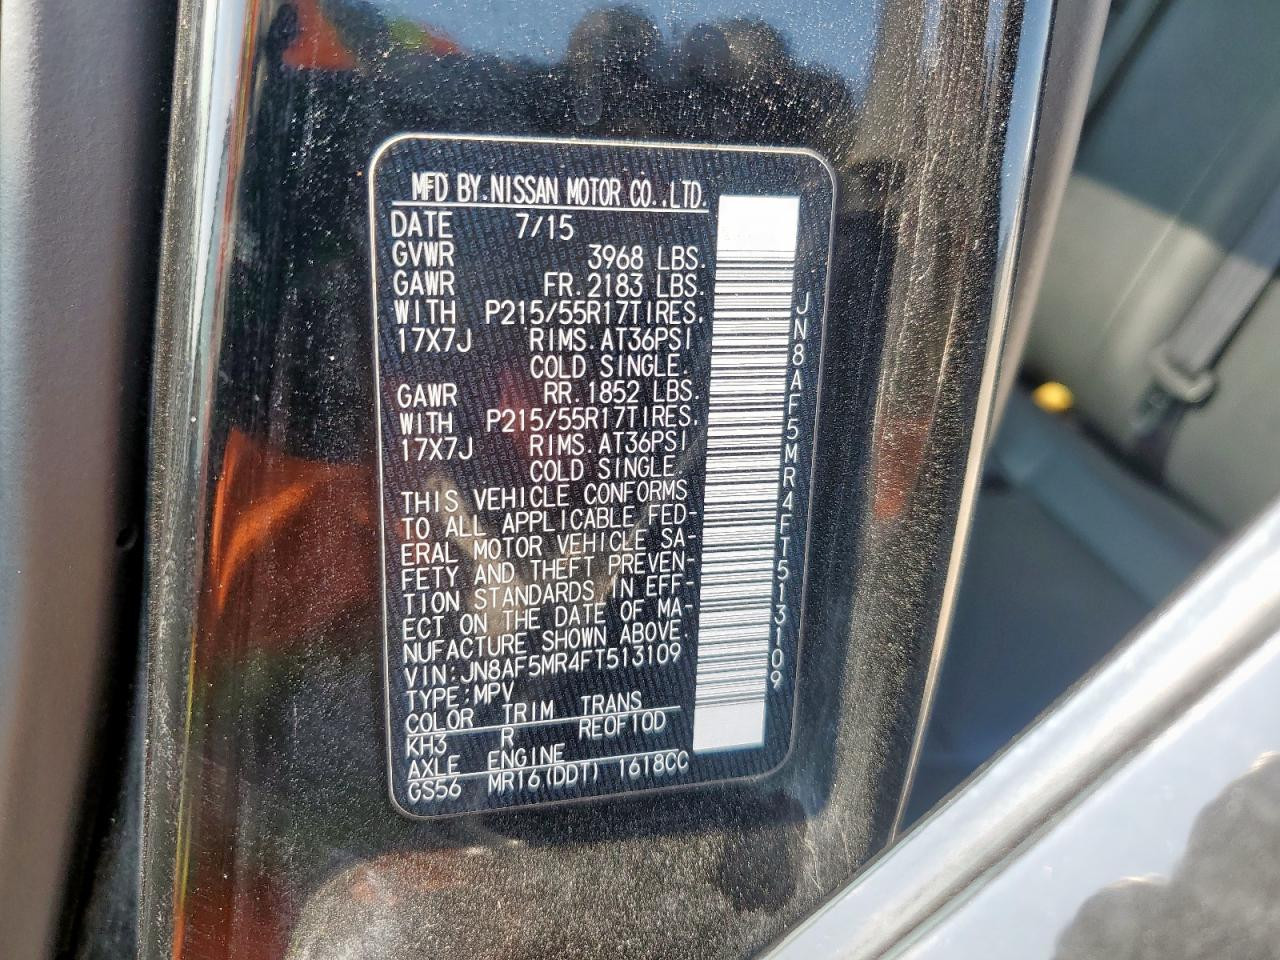 MFD BY.NISSAN MOTOR CO.,LTD.
DATE 7/15
GVWR 3968 LBS.
GAWR FR.2183 LBS.
WITH P215/55R17TIRES.
17X7J RIMS.AT36PSI
COLD SINGLE.
GAWR RR.1852 LBS.
WITH P215/55R17TIRES.
17X7J RIMS.AT36PSI
COLD SINGLE.
THIS VEHICLE CONFORMS
TO ALL APPLICABLE FED-
ERAL MOTOR VEHICLE SA-
FETY AND THEFT PREVEN-
TION STANDARDS IN EFF-
ECT ON THE DATE OF MA-
NUFACTURE SHOWN ABOVE.
VIN:JN8AF5MR4FT513109
TYPE:MPV
COLOR TRIM TRANS
KH3 R RE0F10D
AXLE ENGINE
GS56 MR16(DDT) 1618CC
JN8AF5MR4FT513109